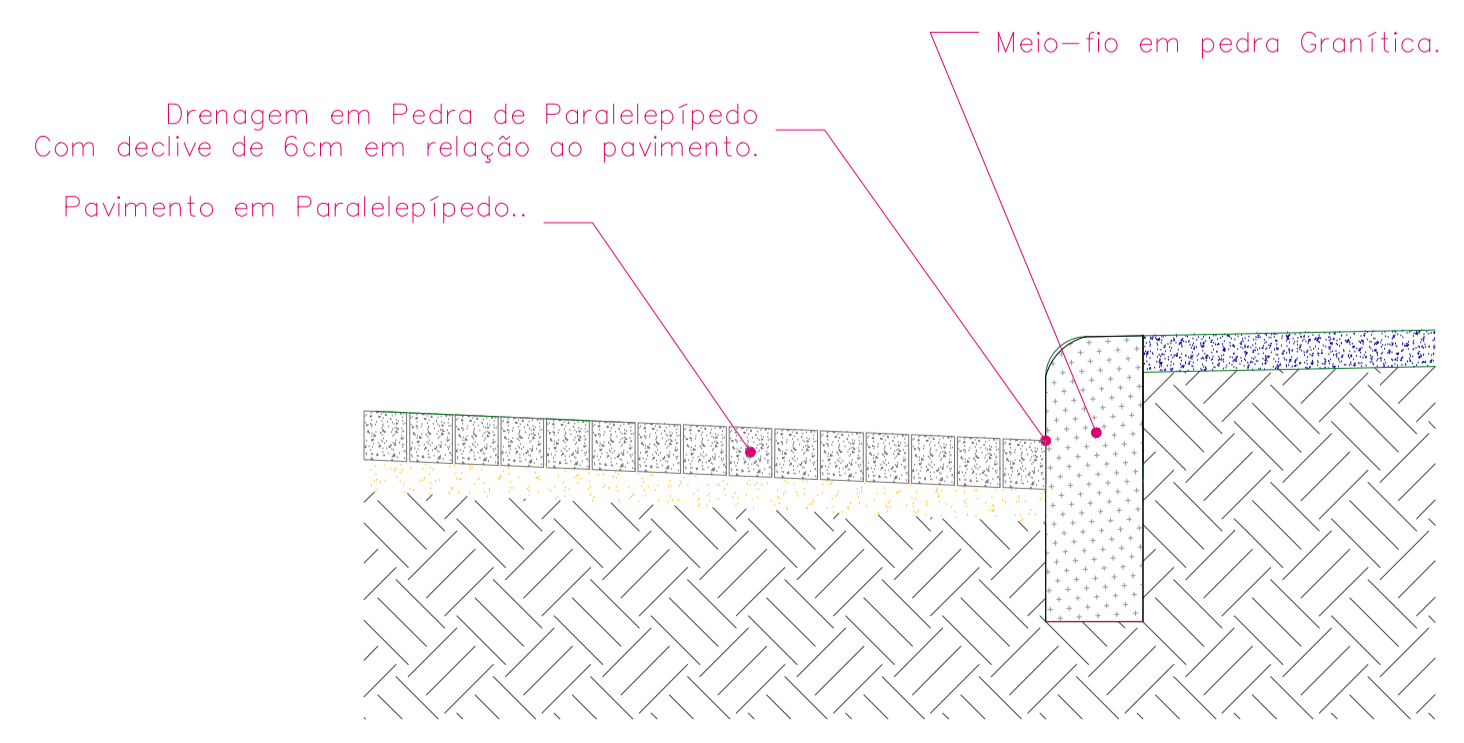 Meio-fio em pedra Granítica.
Drenagem em Pedra de Paralelepípedo
Com declive de 6cm em relação ao pavimento.
Pavimento em Paralelepípedo..